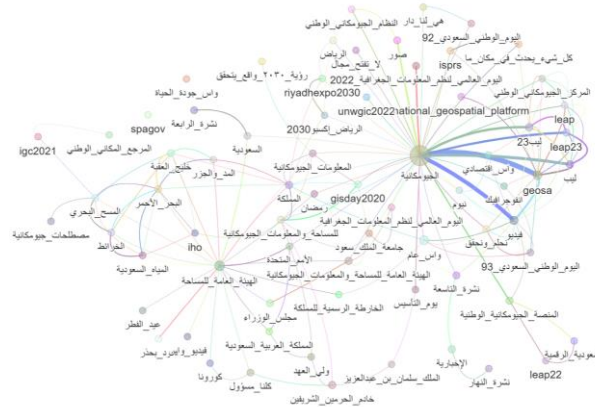 النظام_الجيومكاني_الوطني
هي_لنا_دار
اليوم_الوطني_السعودي_92
صور
الرياض
كل_شيء_يحدث_في_مكان_ما
isprs
لا_تفتح_مجال
رؤية_٢٠٣٠_واقع_يتحقق
اليوم_العالمي_لنظم_المعلومات_الجغرافية_2022
المركز_الجيومكاني_الوطني
واس_جودة_الحياة
riyadhexpo2030
unwgic2022
national_geospatial_platform
leap
نشرة_الرابعة
spagov
الرياض_إكسبو2030
ليب23
leap23
igc2021
المرجع_المكاني_الوطني
السعودية
خليج_العقبة
المد_والجزر
المعلومات_الجيومكانية
الجيومكانية
واس_اقتصادي
ليب
geosa
البحر_الأحمر
المملكة
gisday2020
رمضان
نيوم
انفوجرافيك
المسح_البحري
اليوم_العالمي_لنظم_المعلومات_الجغرافية
فيديو
مصطلحات_جيومكانية
الخرائط
iho
للمساحة_والمعلومات_الجيومكانية
جامعة_الملك_سعود
نحلم_ونحقق
واس_عام
الأمم_المتحدة
المياه_السعودية
الهيئة_العامة_للمساحة
الهيئة_العامة_للمساحة_والمعلومات_الجيومكانية
اليوم_الوطني_السعودي_93
نشرة_التاسعة
يوم_التأسيس
الخارطة_الرسمية_للمملكة
عيد_الفطر
مجلس_الوزراء
المنصة_الجيومكانية_الوطنية
المملكة_العربية_السعودية
الإخبارية
ولي_العهد
leap22
كورونا
كلنا_مسؤول
الملك_سلمان_بن_عبدالعزيز
نشرة_النهار
خادم_الحرمين_الشريفين